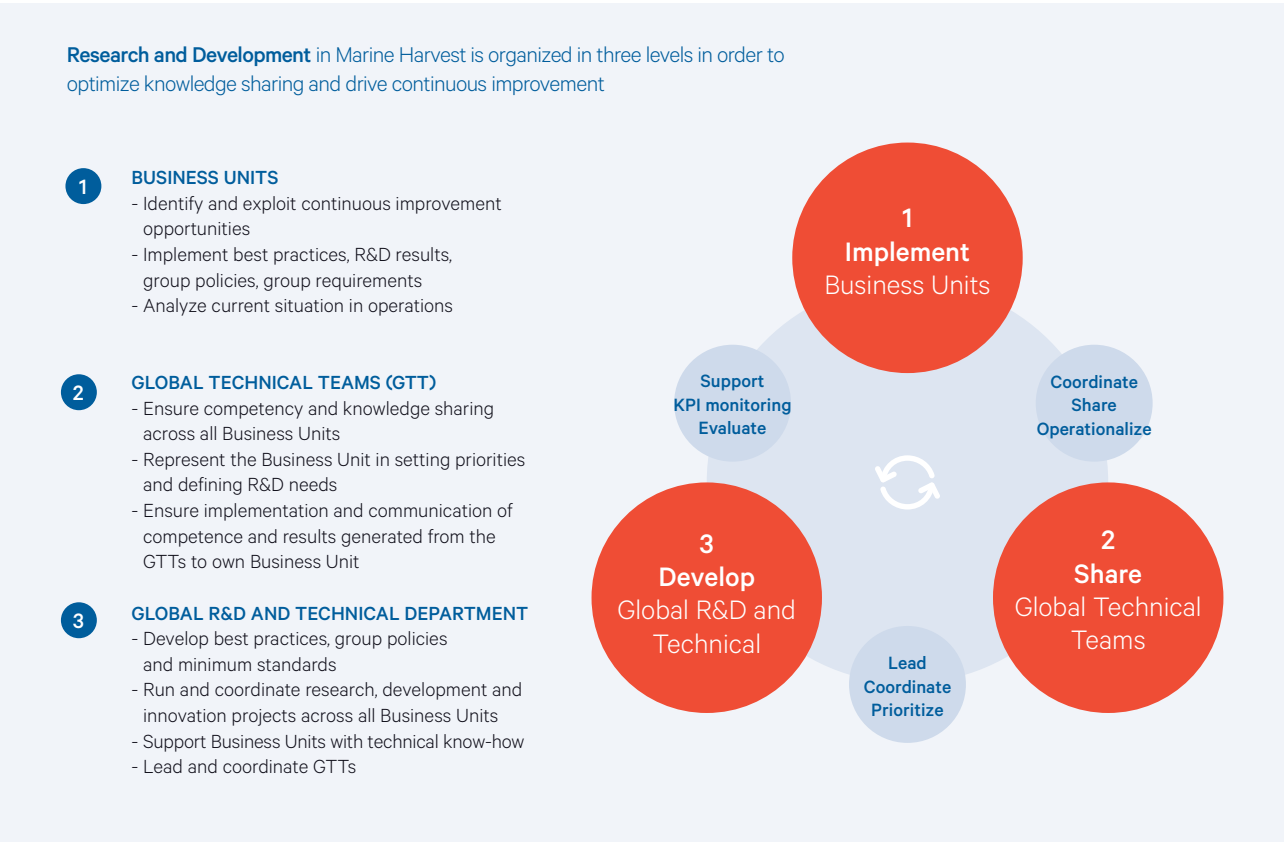 Research and Development in Marine Harvest is organized in three levels in order to
optimize knowledge sharing and drive continuous improvement
1
BUSINESS UNITS
- Identify and exploit continuous improvement
opportunities
- Implement best practices, R&D results,
group policies, group requirements
- Analyze current situation in operations
2
GLOBAL TECHNICAL TEAMS (GTT)
- Ensure competency and knowledge sharing
across all Business Units
- Represent the Business Unit in setting priorities
and defining R&D needs
- Ensure implementation and communication of
competence and results generated from the
GTTs to own Business Unit
3
GLOBAL R&D AND TECHNICAL DEPARTMENT
- Develop best practices, group policies
and minimum standards
- Run and coordinate research, development and
innovation projects across all Business Units
- Support Business Units with technical know-how
- Lead and coordinate GTTs
1
Implement
Business Units
Support
KPI monitoring
Evaluate
Coordinate
Share
Operationalize
3
Develop
Global R&D and
Technical
2
Share
Global Technical
Teams
Lead
Coordinate
Prioritize